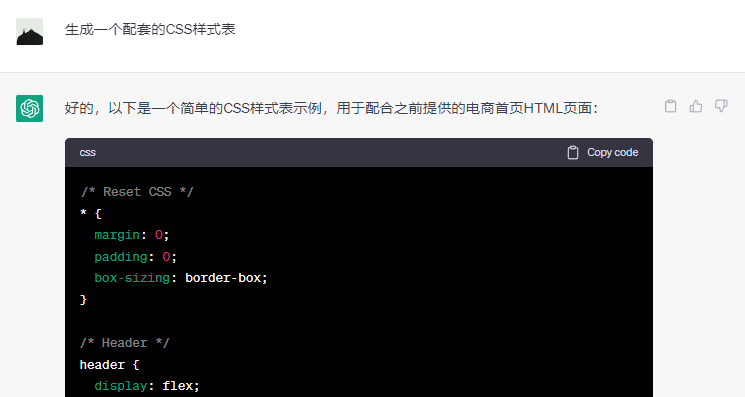 生成一个配套的CSS样式表
好的，以下是一个简单的CSS样式表示例，用于配合之前提供的电商首页HTML页面：
css Copy code
/* Reset CSS */
* {
  margin: 0;
  padding: 0;
  box-sizing: border-box;
}

/* Header */
header {
  display: flex;